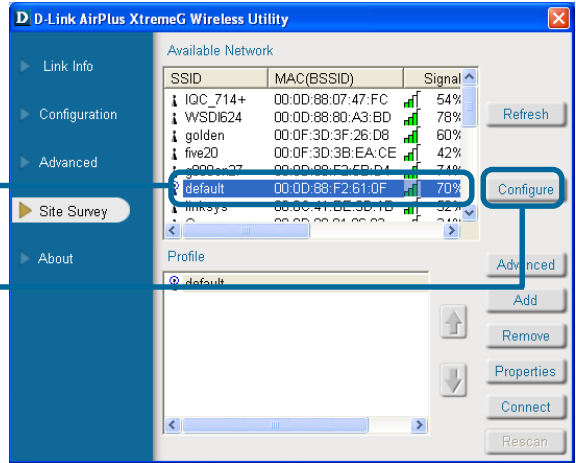 D-Link AirPlus XtremeG Wireless Utility
Link Info
Configuration
Advanced
Site Survey
About
Available Network
SSID MAC(BSSID) Signal
IQC_714+ 00:0D:88:07:47:FC 54%
WSDI624 00:0D:88:80:A3:BD 78%
golden 00:0F:3D:3F:26:D8 60%
five20 00:0F:3D:3B:EA:CE 42%
default 00:0D:88:F2:61:0F 70%
linksys
Refresh
Configure
Profile
default
Advanced
Add
Remove
Properties
Connect
Rescan